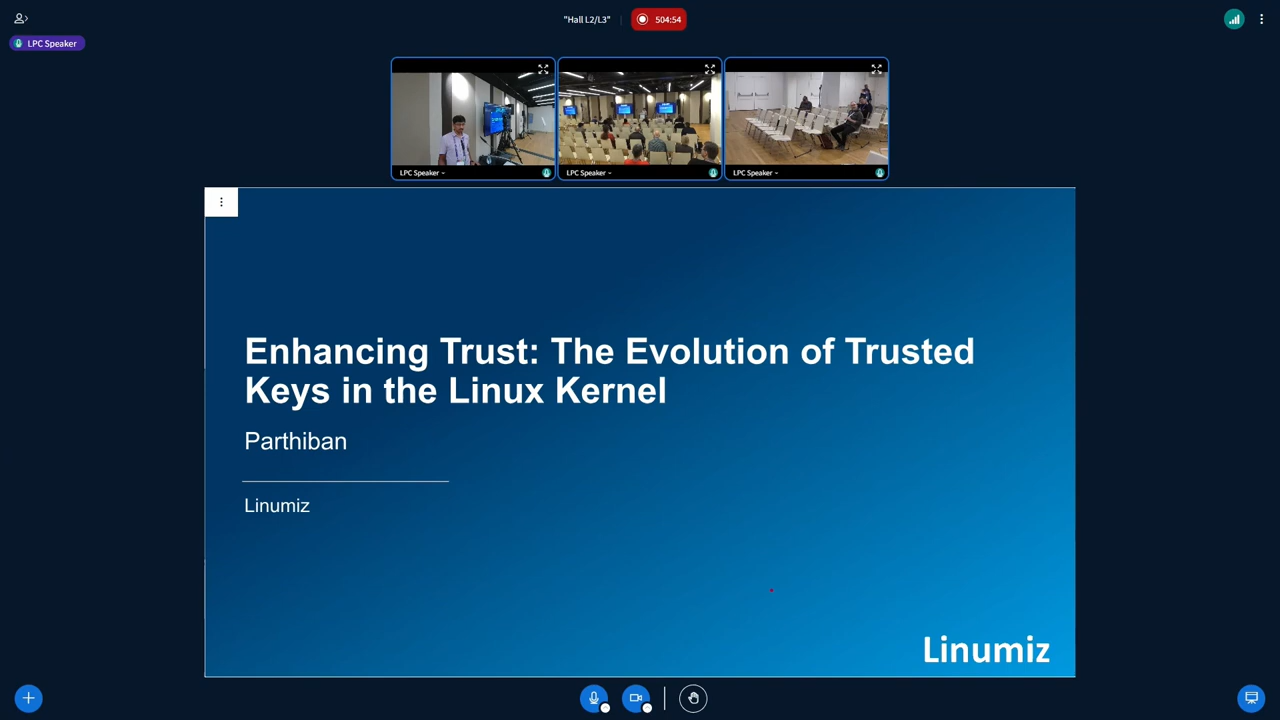 "Hall L2/L3"
504:54
LPC Speaker
LPC Speaker
LPC Speaker
LPC Speaker
Enhancing Trust: The Evolution of Trusted
Keys in the Linux Kernel
Parthiban
Linumiz
Linumiz